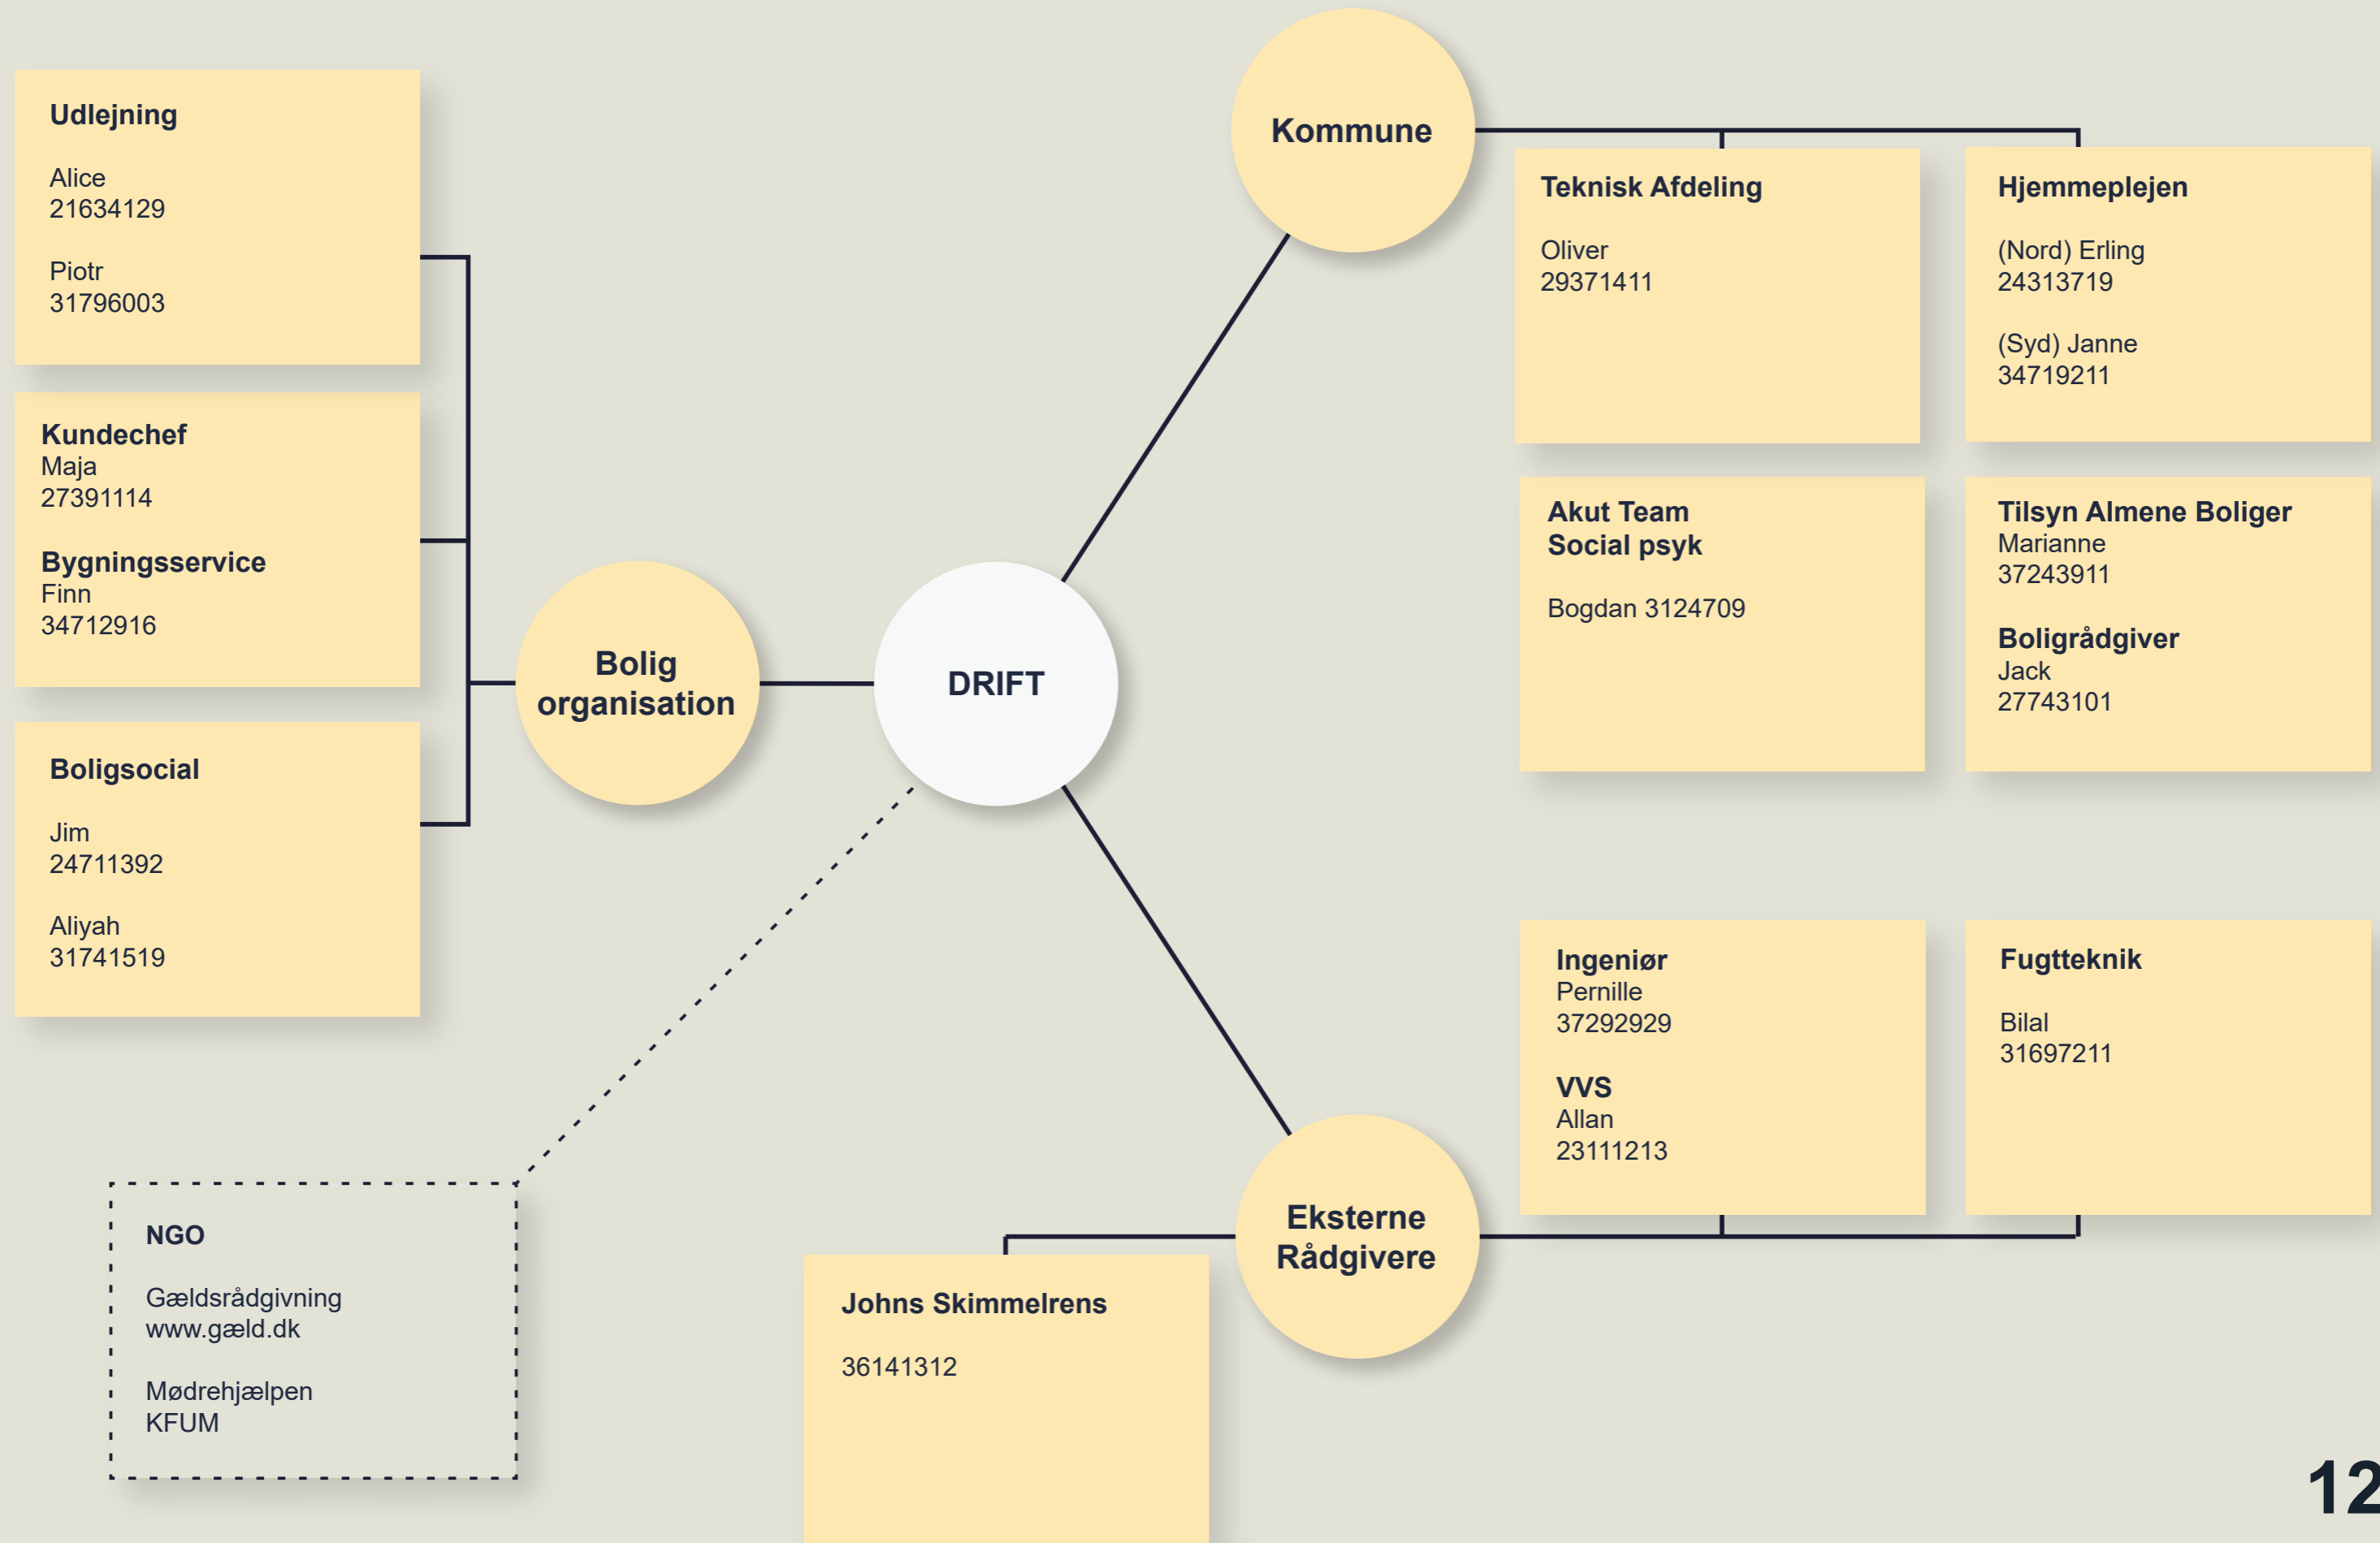 Udlejning
Alice
21634129
Piotr
31796003
Kundechef
Maja
27391114
Bygningsservice
Finn
34712916
Boligsocial
Jim
24711392
Aliyah
31741519
Bolig
organisation
DRIFT
Kommune
Teknisk Afdeling
Oliver
29371411
Hjemmeplejen
(Nord) Erling
24313719
(Syd) Janne
34719211
Akut Team
Social psyk
Bogdan 3124709
Tilsyn Almene Boliger
Marianne
37243911
Boligrådgiver
Jack
27743101
Ingeniør
Pernille
37292929
VVS
Allan
23111213
Fugtteknik
Bilal
31697211
Eksterne
Rådgivere
Johns Skimmelrens
36141312
NGO
Gældsrådgivning
www.gæld.dk
Mødrehjælpen
KFUM
12